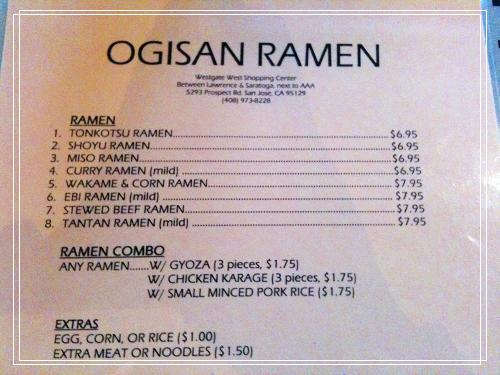 OGISAN RAMEN
Westgate West Shopping Center
Between Lawrence & Saratoga, next to AAA
5293 Prospect Rd. San Jose, CA 95129
(408) 973-8228
RAMEN
1. TONKOTSU RAMEN........$6.95
2. SHOYU RAMEN........$6.95
3. MISO RAMEN........$6.95
4. CURRY RAMEN (mild)........$6.95
5. WAKAME & CORN RAMEN........$7.95
6. EBI RAMEN (mild)........$7.95
7. STEWED BEEF RAMEN........$7.95
8. TANTAN RAMEN (mild)........$7.95
RAMEN COMBO
ANY RAMEN.......W/ GYOZA (3 pieces, $1.75)
W/ CHICKEN KARAGE (3 pieces, $1.75)
W/ SMALL MINCED PORK RICE ($1.75)
EXTRAS
EGG, CORN, OR RICE ($1.00)
EXTRA MEAT OR NOODLES ($1.50)